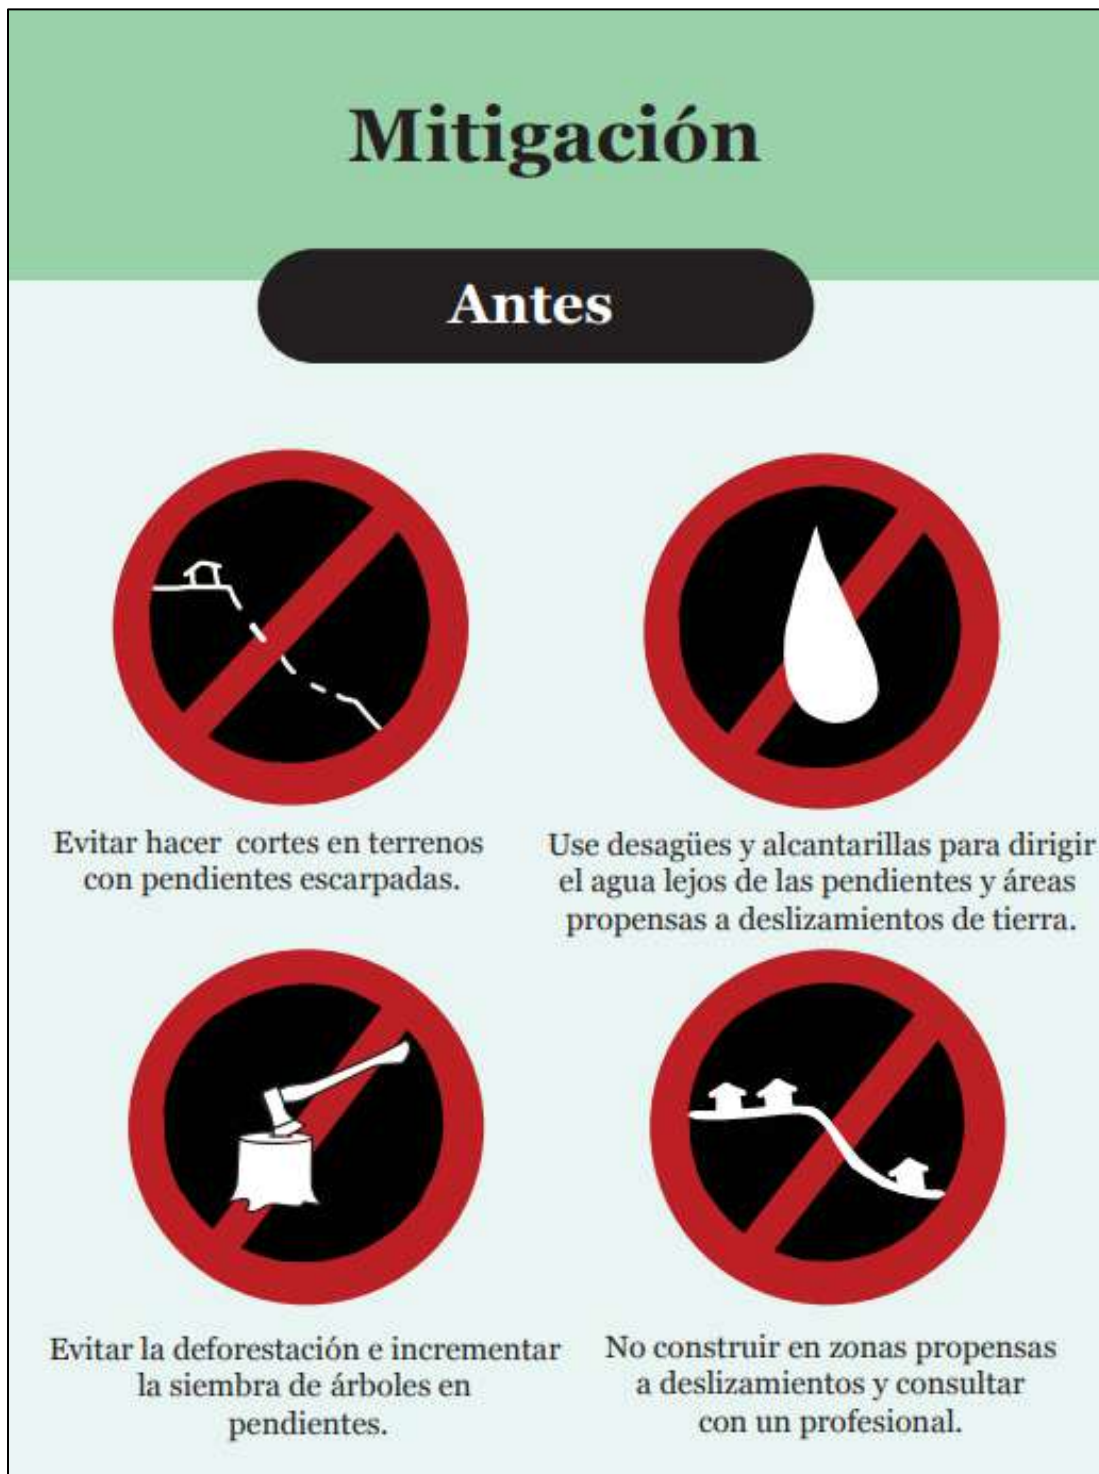 Mitigación
Antes
Evitar hacer cortes en terrenos
con pendientes escarpadas.
Use desagües y alcantarillas para dirigir
el agua lejos de las pendientes y áreas
propensas a deslizamientos de tierra.
Evitar la deforestación e incrementar
la siembra de árboles en
pendientes.
No construir en zonas propensas
a deslizamientos y consultar
con un profesional.